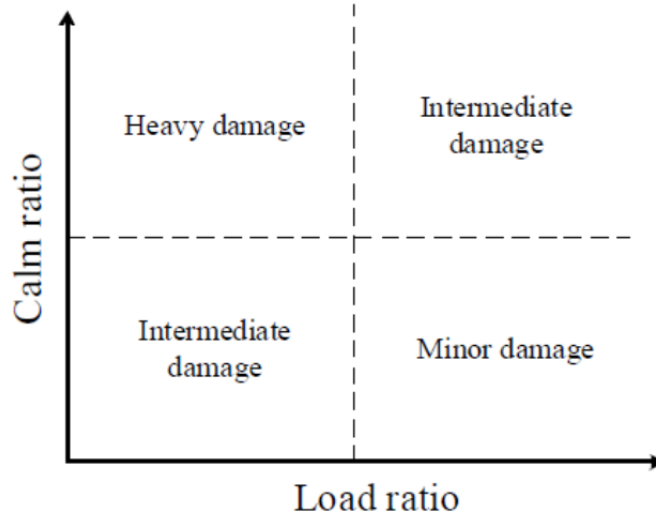 Calm ratio
Heavy damage
Intermediate
damage
Intermediate
damage
Minor damage
Load ratio